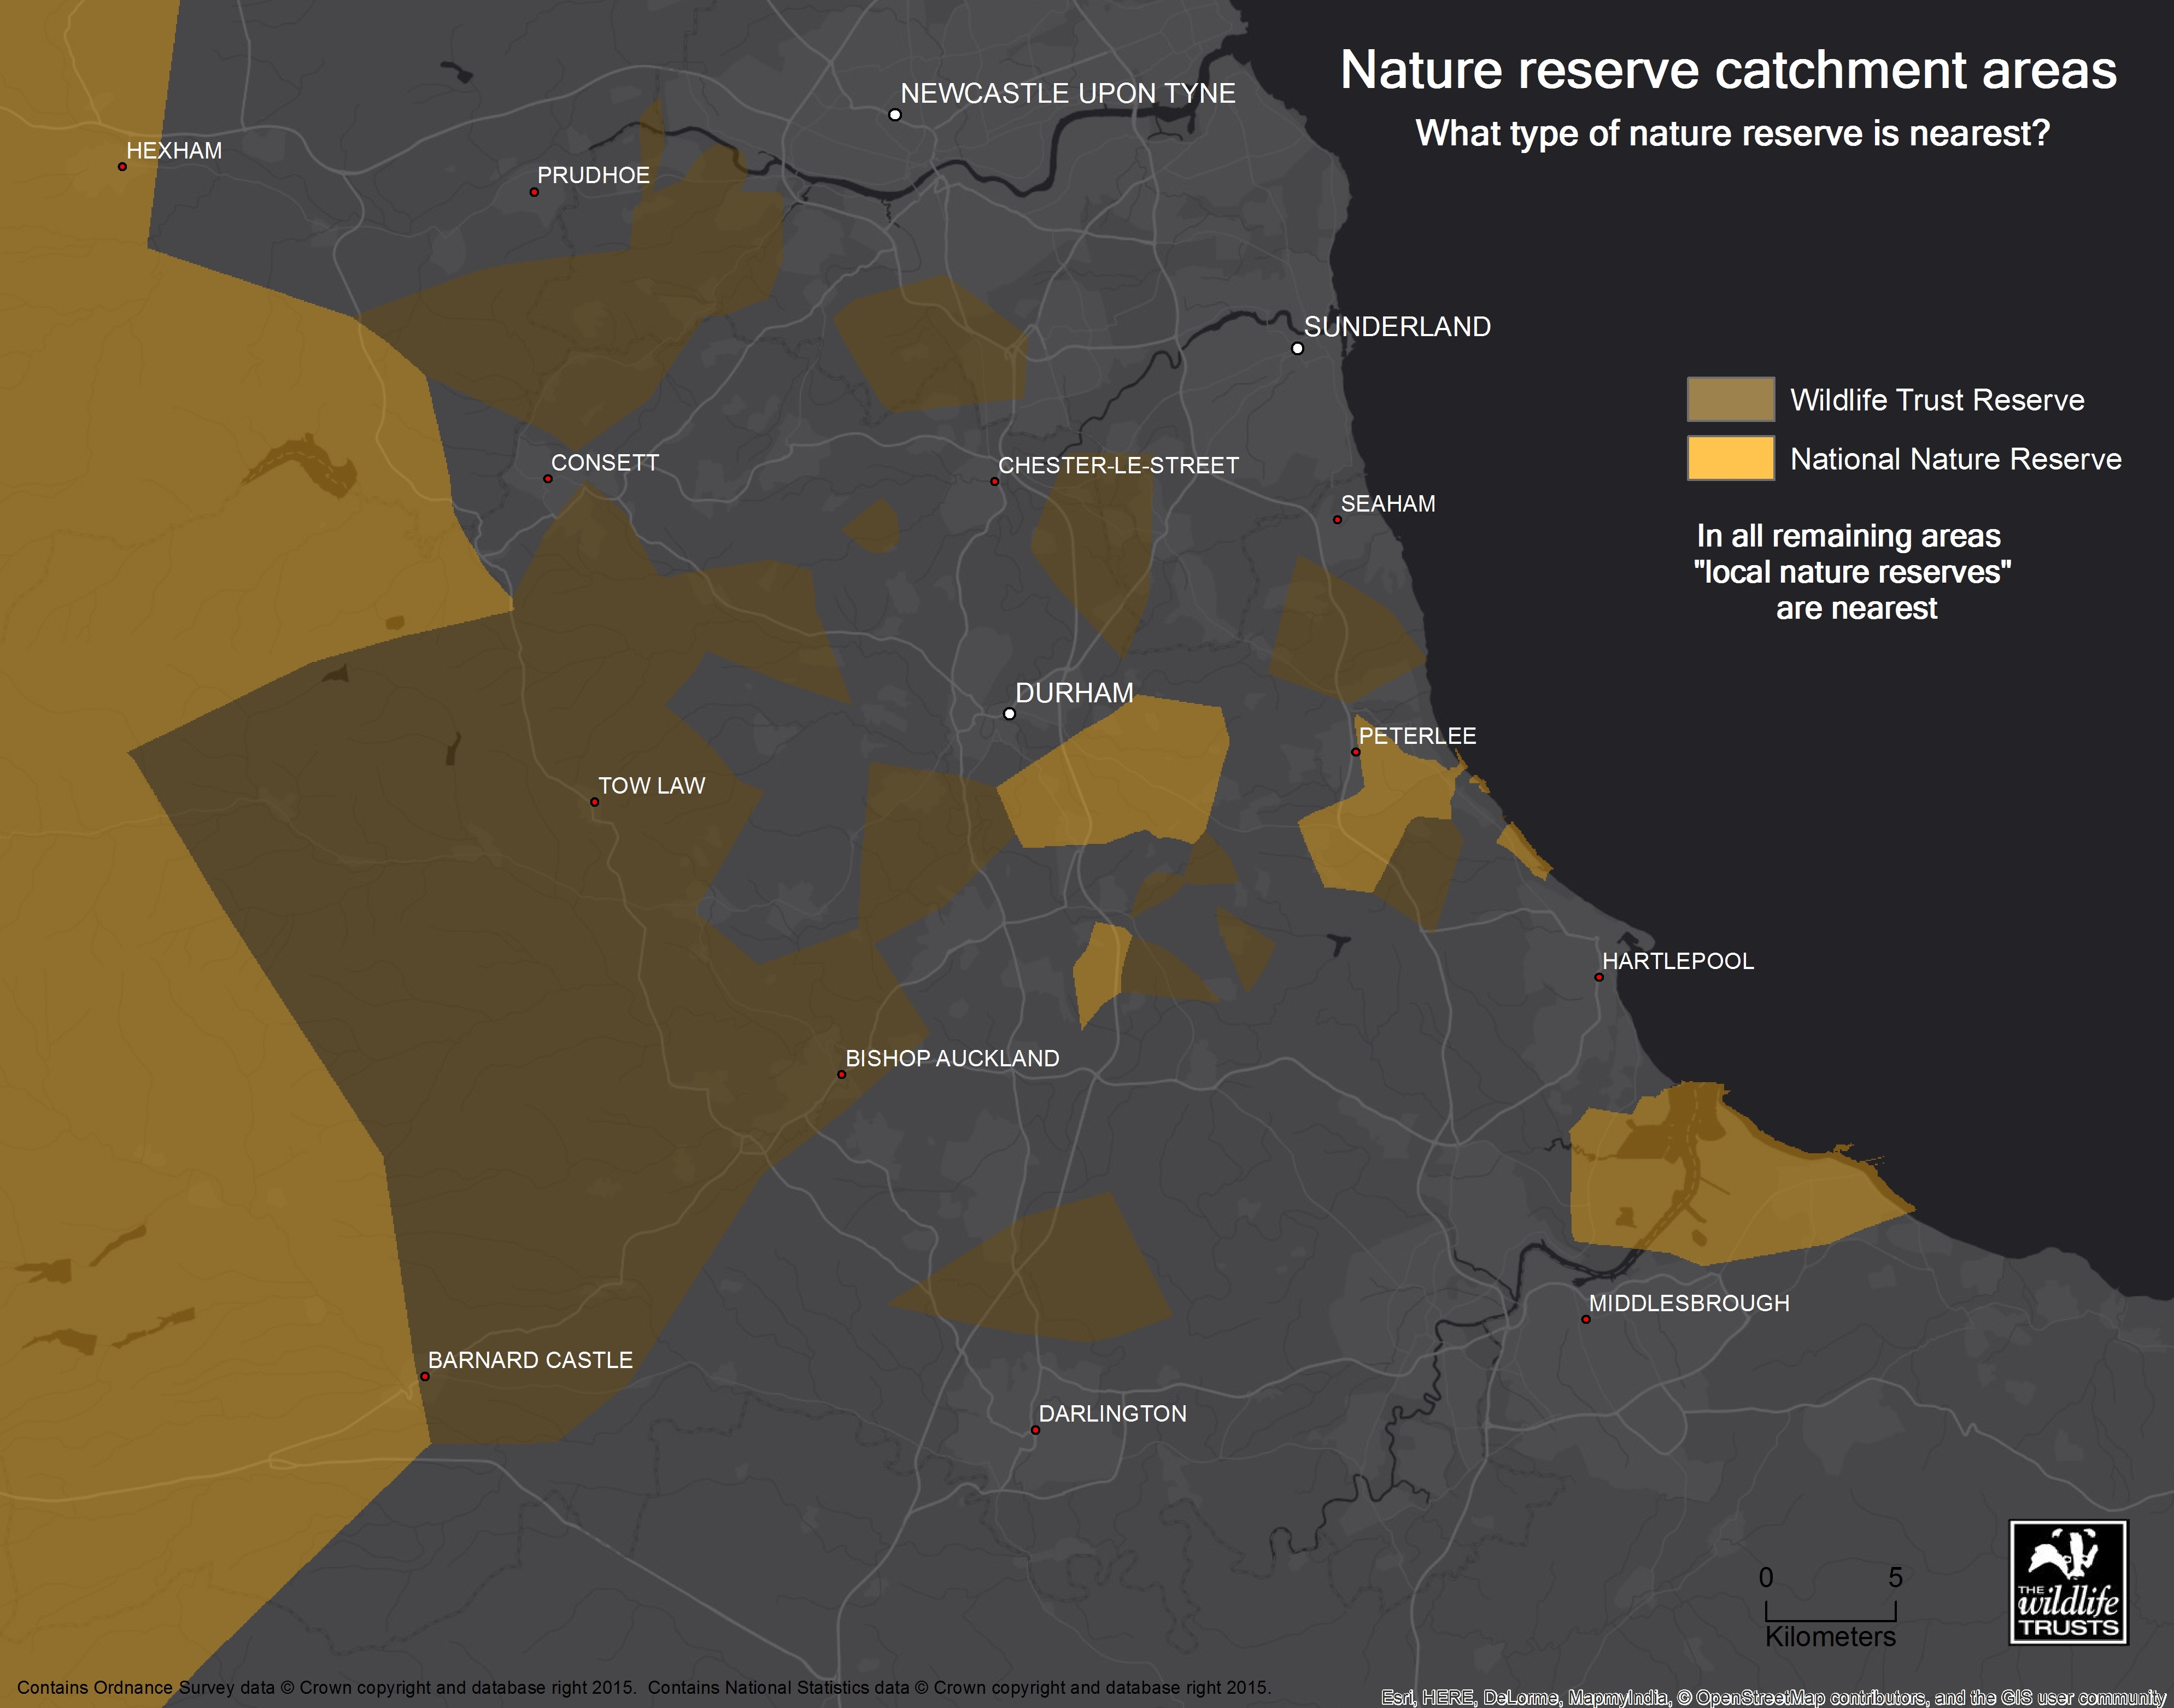 Nature reserve catchment areas
What type of nature reserve is nearest?
NEWCASTLE UPON TYNE
HEXHAM
PRUDHOE
SUNDERLAND
Wildlife Trust Reserve
National Nature Reserve
CONSETT
CHESTER-LE-STREET
SEAHAM
In all remaining areas
"local nature reserves"
are nearest
DURHAM
PETERLEE
TOW LAW
HARTLEPOOL
BISHOP AUCKLAND
MIDDLESBROUGH
BARNARD CASTLE
DARLINGTON
0 5
Kilometers
THE
wildlife
TRUSTS
Contains Ordnance Survey data © Crown copyright and database right 2015. Contains National Statistics data © Crown copyright and database right 2015.
Esri, HERE, DeLorme, MapmyIndia, © OpenStreetMap contributors, and the GIS user community